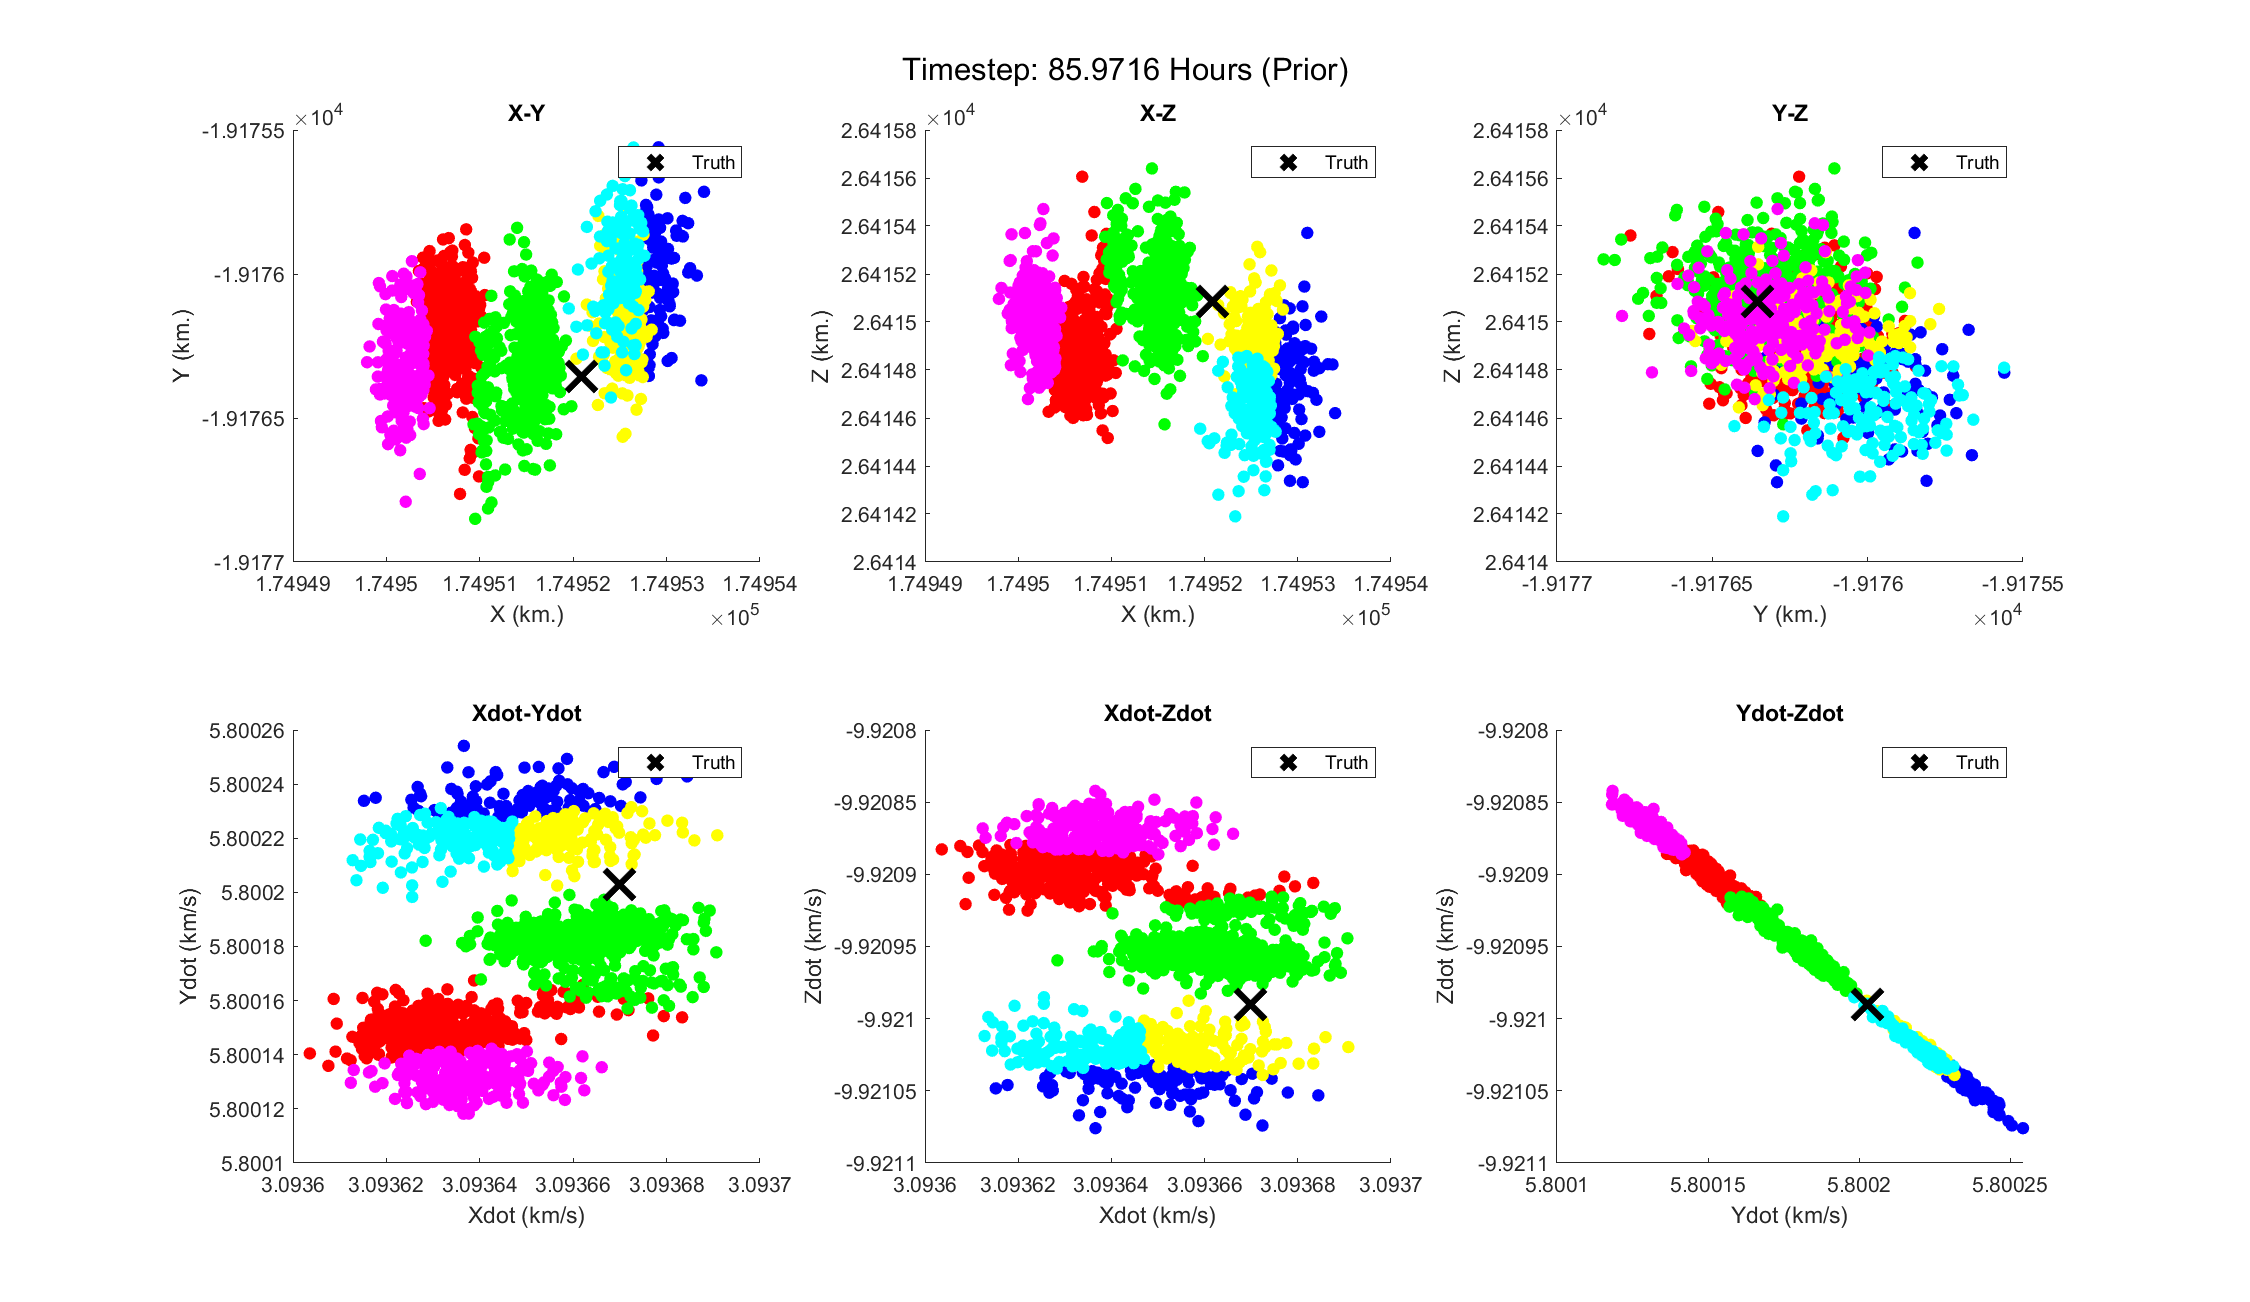 Timestep: 85.9716 Hours (Prior)
X-Y
×10^4
-1.91755
-1.9176
-1.91765
-1.9177
Y (km.)
1.74949 1.7495 1.74951 1.74952 1.74953 1.74954
X (km.)
×10^5
Truth
X-Z
×10^4
2.64158
2.64156
2.64154
2.64152
2.6415
2.64148
2.64146
2.64144
2.64142
2.6414
Z (km.)
1.74949 1.7495 1.74951 1.74952 1.74953 1.74954
X (km.)
×10^5
Truth
Y-Z
×10^4
2.64158
2.64156
2.64154
2.64152
2.6415
2.64148
2.64146
2.64144
2.64142
2.6414
Z (km.)
-1.9177 -1.91765 -1.9176 -1.91755
Y (km.)
×10^4
Truth
Xdot-Ydot
5.80026
5.80024
5.80022
5.8002
5.80018
5.80016
5.80014
5.80012
5.8001
Ydot (km/s)
3.0936 3.09362 3.09364 3.09366 3.09368 3.0937
Xdot (km/s)
Truth
Xdot-Zdot
-9.9208
-9.92085
-9.9209
-9.92095
-9.921
-9.92105
-9.9211
Zdot (km/s)
3.0936 3.09362 3.09364 3.09366 3.09368 3.0937
Xdot (km/s)
Truth
Ydot-Zdot
-9.9208
-9.92085
-9.9209
-9.92095
-9.921
-9.92105
-9.9211
Zdot (km/s)
5.8001 5.80015 5.8002 5.80025
Ydot (km/s)
Truth